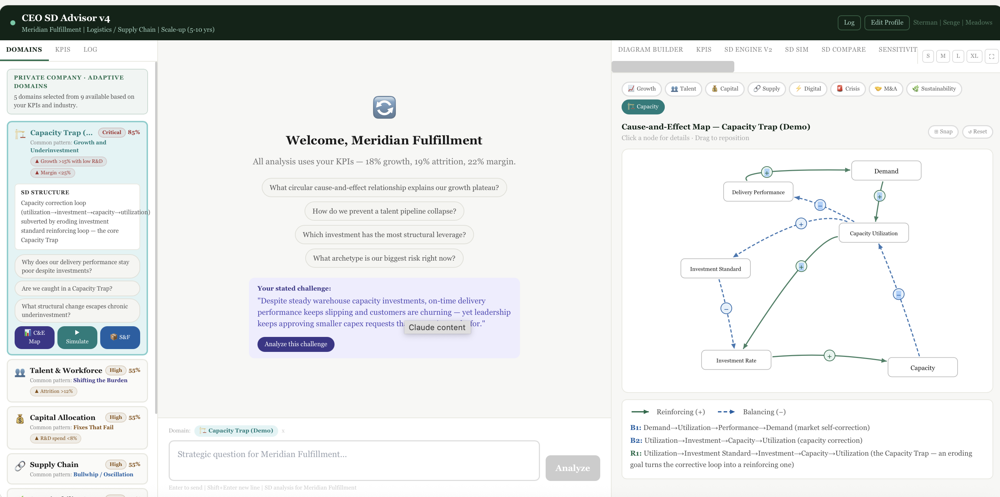 CEO SD Advisor v4
Meridian Fulfillment | Logistics / Supply Chain | Scale-up (5-10 yrs)
Log
Edit Profile
Sterman | Senge | Meadows
DOMAINS
KPIS
LOG
PRIVATE COMPANY · ADAPTIVE
DOMAINS
5 domains selected from 9 available based on
your KPIs and industry.
Capacity Trap (...
Critical
85%
Common pattern: Growth and
Underinvestment
▲ Growth >15% with low R&D
▲ Margin <25%
SD STRUCTURE
Capacity correction loop
(utilization→investment→capacity→utilization)
subverted by eroding investment
standard reinforcing loop — the core
Capacity Trap
Why does our delivery performance stay
poor despite investments?
Are we caught in a Capacity Trap?
What structural change escapes chronic
underinvestment?
C&E
Map
▶
Simulate
S&F
Talent & Workforce
High
55%
Common pattern: Shifting the Burden
▲ Attrition >12%
Capital Allocation
High
55%
Common pattern: Fixes That Fail
▲ R&D spend <8%
Supply Chain
High
55%
Common pattern: Bullwhip / Oscillation
Welcome, Meridian Fulfillment
All analysis uses your KPIs — 18% growth, 19% attrition, 22% margin.
What circular cause-and-effect relationship explains our growth plateau?
How do we prevent a talent pipeline collapse?
Which investment has the most structural leverage?
What archetype is our biggest risk right now?
Your stated challenge:
"Despite steady warehouse capacity investments, on-time delivery
performance keeps slipping and customers are churning — yet leadership
keeps approving smaller capex requests for."
Claude content
Analyze this challenge
Domain:
Capacity Trap (Demo)
x
Strategic question for Meridian Fulfillment...
Analyze
Enter to send | Shift+Enter new line | SD analysis for Meridian Fulfillment
DIAGRAM BUILDER
KPIS
SD ENGINE V2
SD SIM
SD COMPARE
SENSITIVIT
S
M
L
XL
Growth
Talent
Capital
Supply
Digital
Crisis
M&A
Sustainability
Capacity
Cause-and-Effect Map — Capacity Trap (Demo)
Click a node for details · Drag to reposition
⊞ Snap
↺ Reset
+
Demand
Delivery Performance
+
−
+
Capacity Utilization
Investment Standard
+
−
−
Investment Rate
+
Capacity
Reinforcing (+)
Balancing (−)
B1: Demand→Utilization→Performance→Demand (market self-correction)
B2: Utilization→Investment→Capacity→Utilization (capacity correction)
R1: Utilization→Investment Standard→Investment→Capacity→Utilization (the Capacity Trap — an eroding
goal turns the corrective loop into a reinforcing one)